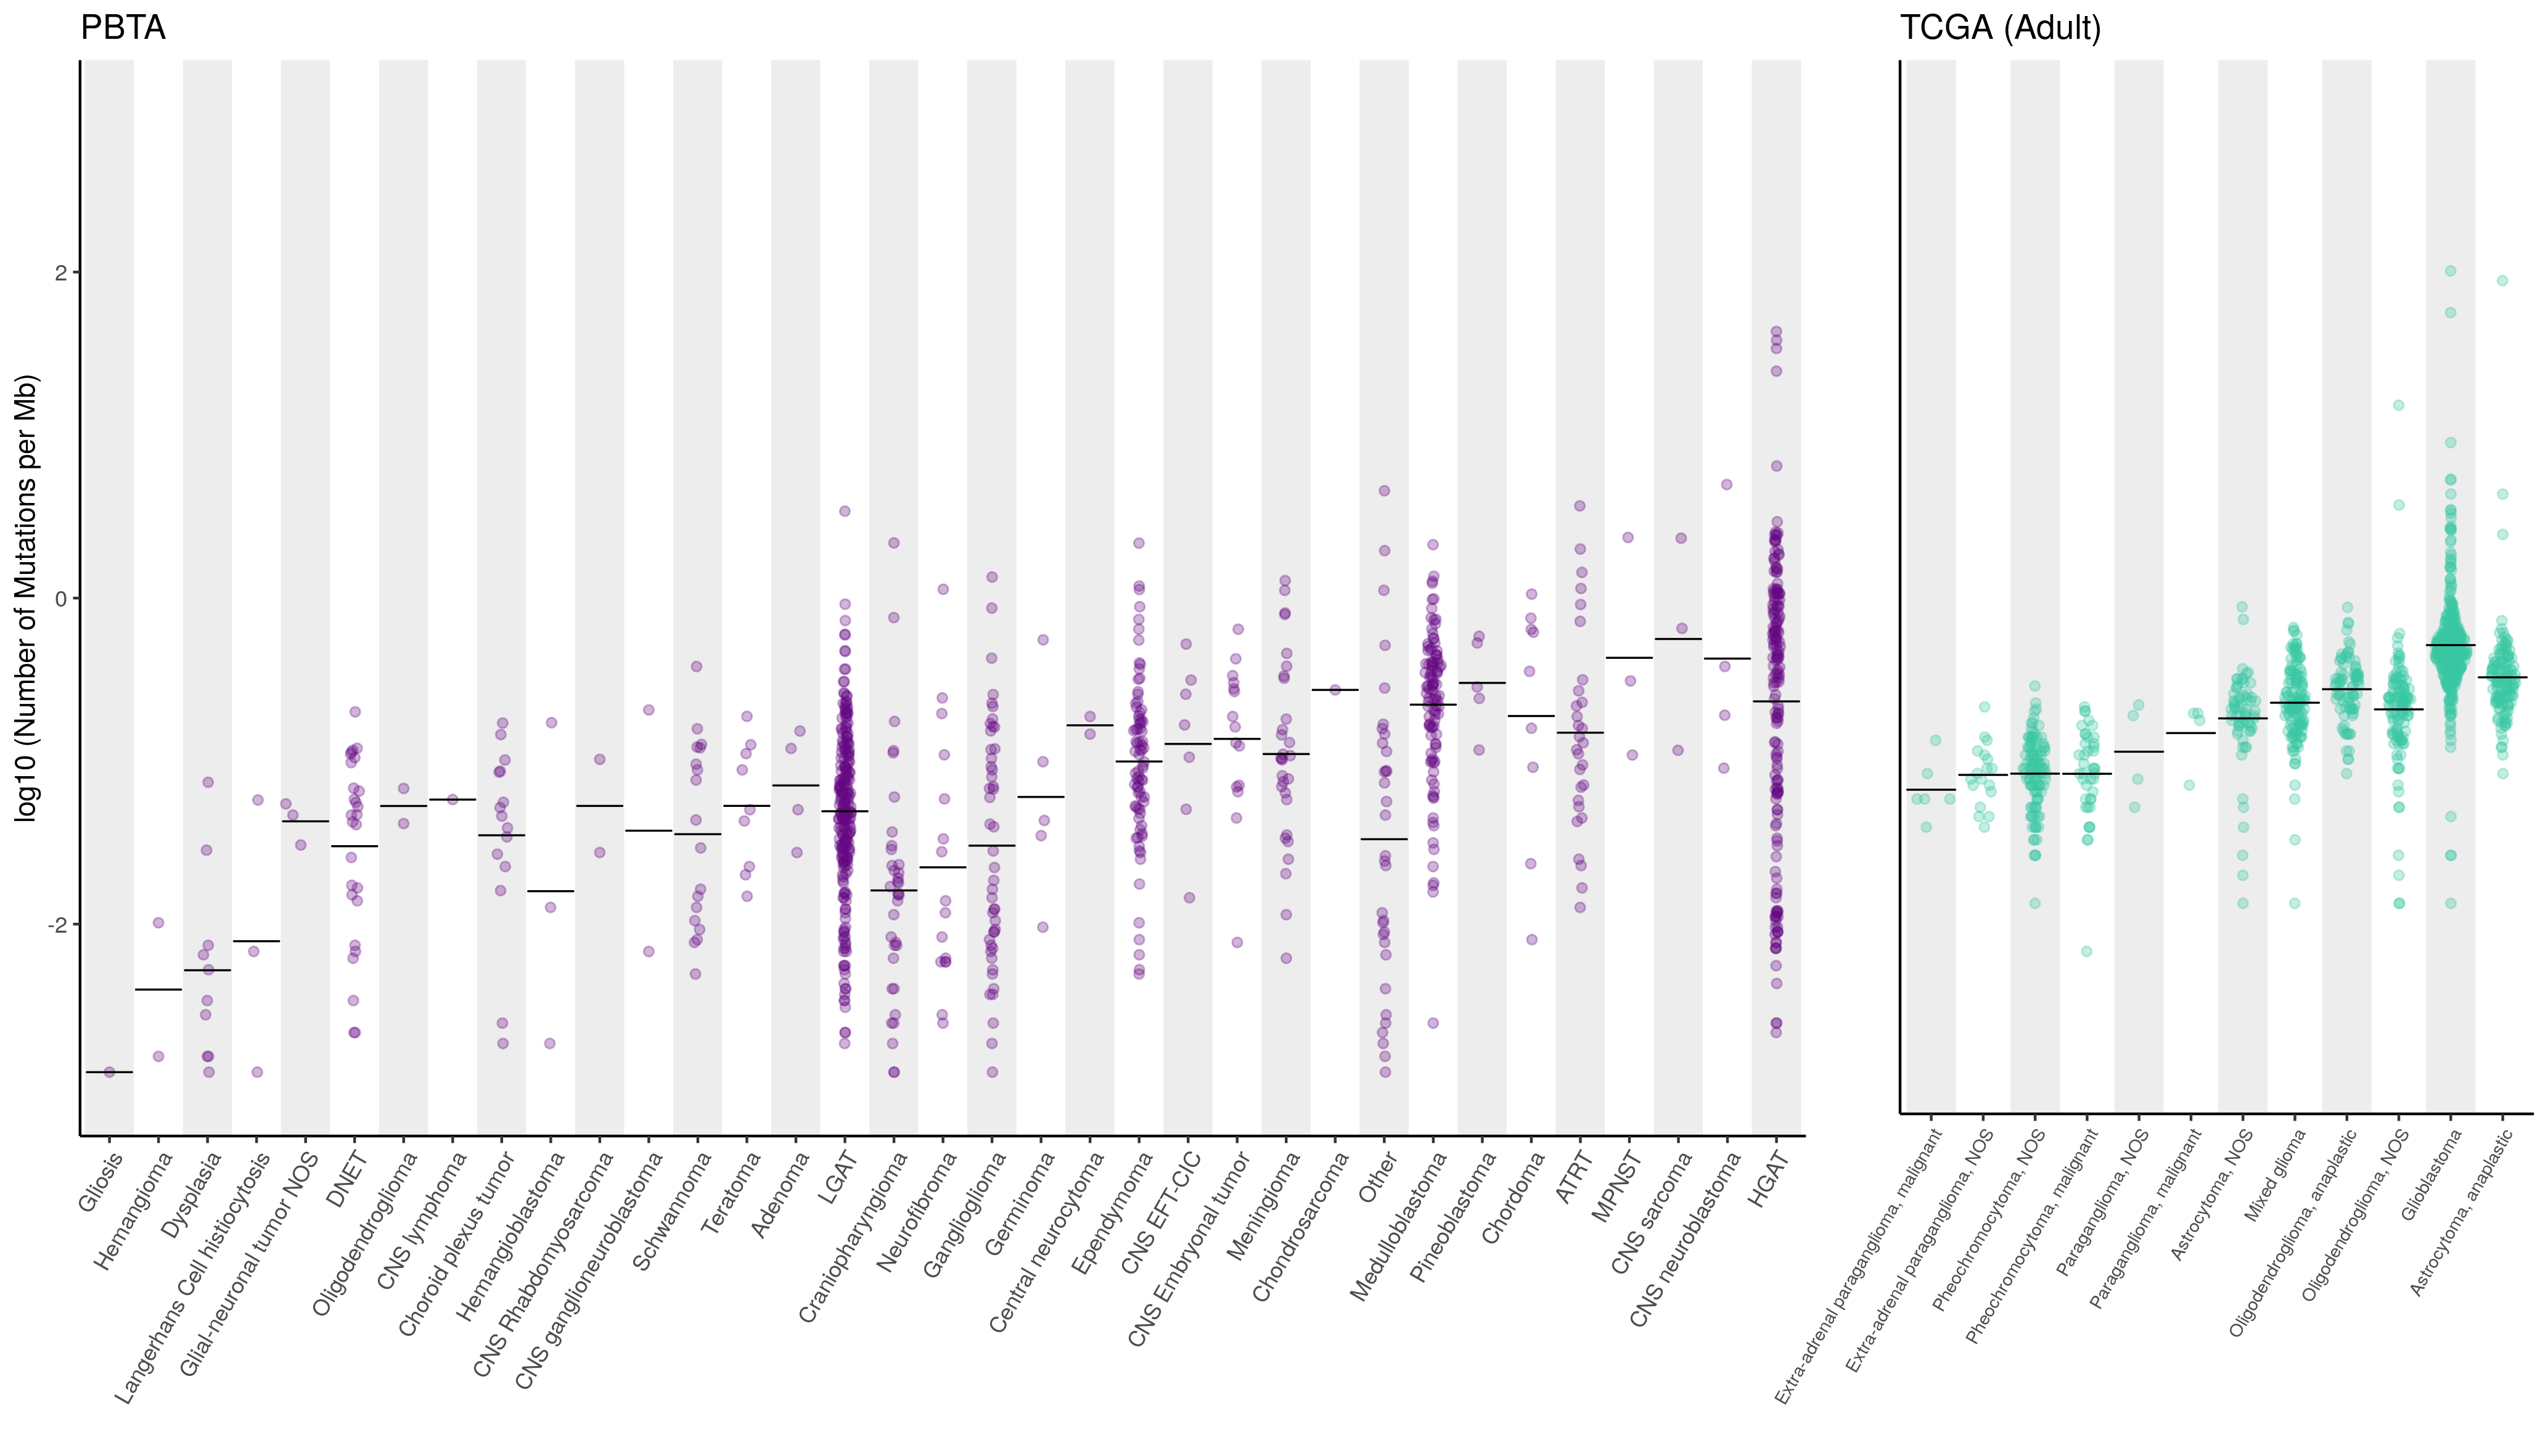 PBTA
TCGA (Adult)
log10 (Number of Mutations per Mb)
2
0
-2
Gliosis
Hemangioma
Dysplasia
Langerhans Cell histiocytosis
Glial-neuronal tumor NOS
DNET
Oligodendroglioma
CNS lymphoma
Choroid plexus tumor
Hemangioblastoma
CNS Rhabdomyosarcoma
CNS ganglioneuroblastoma
Schwannoma
Teratoma
Adenoma
LGAT
Craniopharyngioma
Neurofibroma
Ganglioglioma
Germinoma
Central neurocytoma
Ependymoma
CNS EFT-CIC
CNS Embryonal tumor
Meningioma
Chondrosarcoma
Other
Medulloblastoma
Pineoblastoma
Chordoma
ATRT
MPNST
CNS sarcoma
CNS neuroblastoma
HGAT
Extra-adrenal paraganglioma, malignant
Extra-adrenal paraganglioma, NOS
Pheochromocytoma, NOS
Pheochromocytoma, malignant
Paraganglioma, NOS
Paraganglioma, malignant
Astrocytoma, NOS
Mixed glioma
Oligodendroglioma, anaplastic
Oligodendroglioma, NOS
Glioblastoma
Astrocytoma, anaplastic